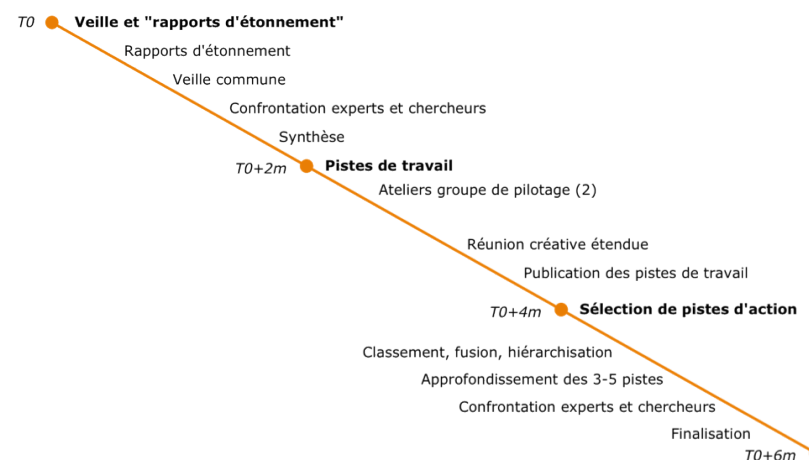 T0 Veille et "rapports d'étonnement"
Rapports d'étonnement
Veille commune
Confrontation experts et chercheurs
Synthèse
T0+2m Pistes de travail
Ateliers groupe de pilotage (2)
Réunion créative étendue
Publication des pistes de travail
T0+4m Sélection de pistes d'action
Classement, fusion, hiérarchisation
Approfondissement des 3-5 pistes
Confrontation experts et chercheurs
Finalisation
T0+6m